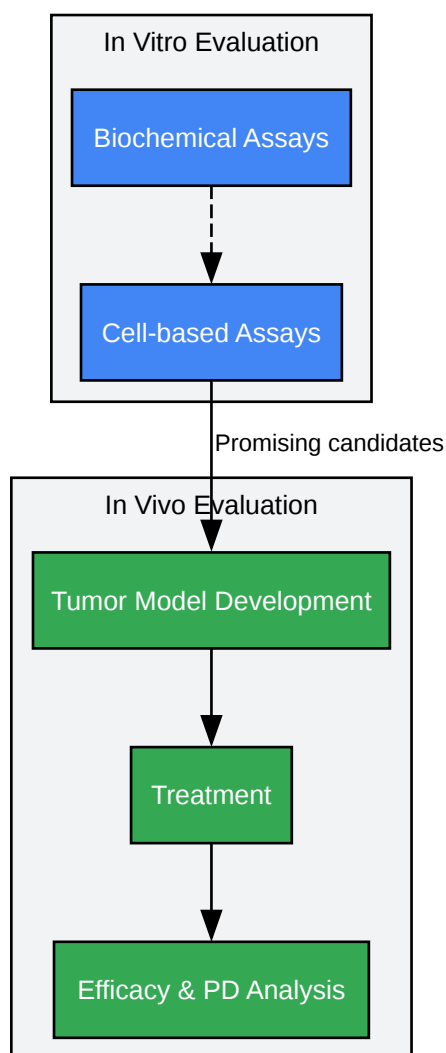 In Vitro Evaluation
Biochemical Assays
Cell-based Assays
Promising candidates
In Vivo Evaluation
Tumor Model Development
Treatment
Efficacy & PD Analysis